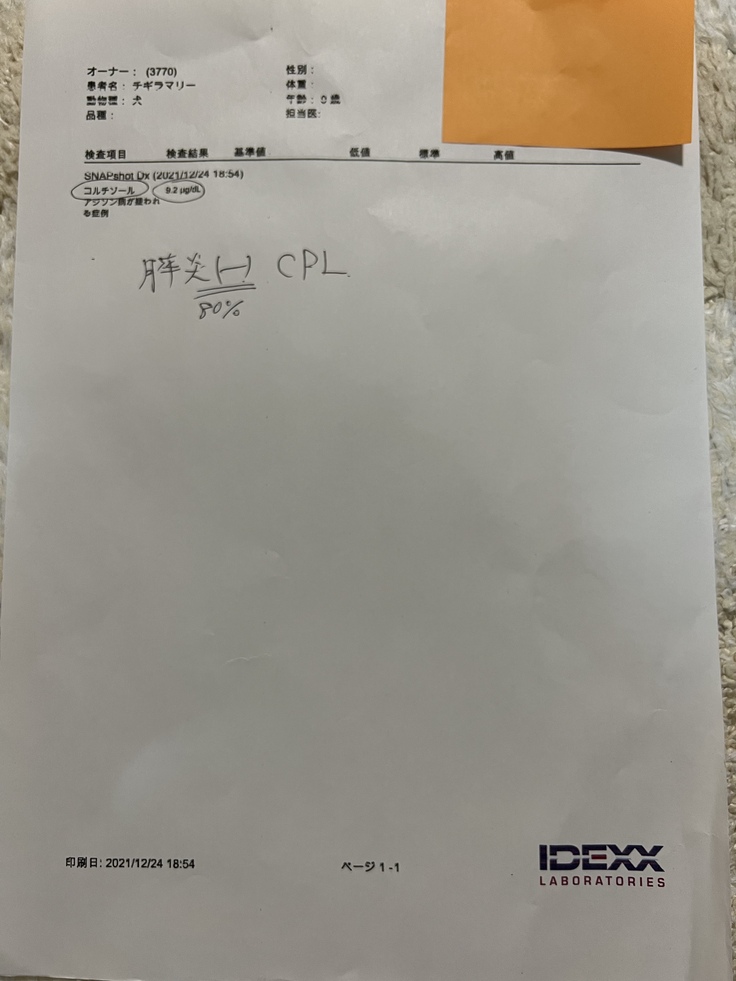 オーナー： (3770)
患者名： チギラマリー
動物種： 犬
品種：
性別：
体重：
年齢： 0 歳
担当医:
検査項目 検査結果 基準値 低値 標準 高値
SNAPshot Dx (2021/12/24 18:54)
コルチゾール 9.2 µg/dL
アジソン病が疑われ
る症例
膵炎(−) CPL
80%
印刷日: 2021/12/24 18:54
ページ 1 -1
IDEXX
LABORATORIES